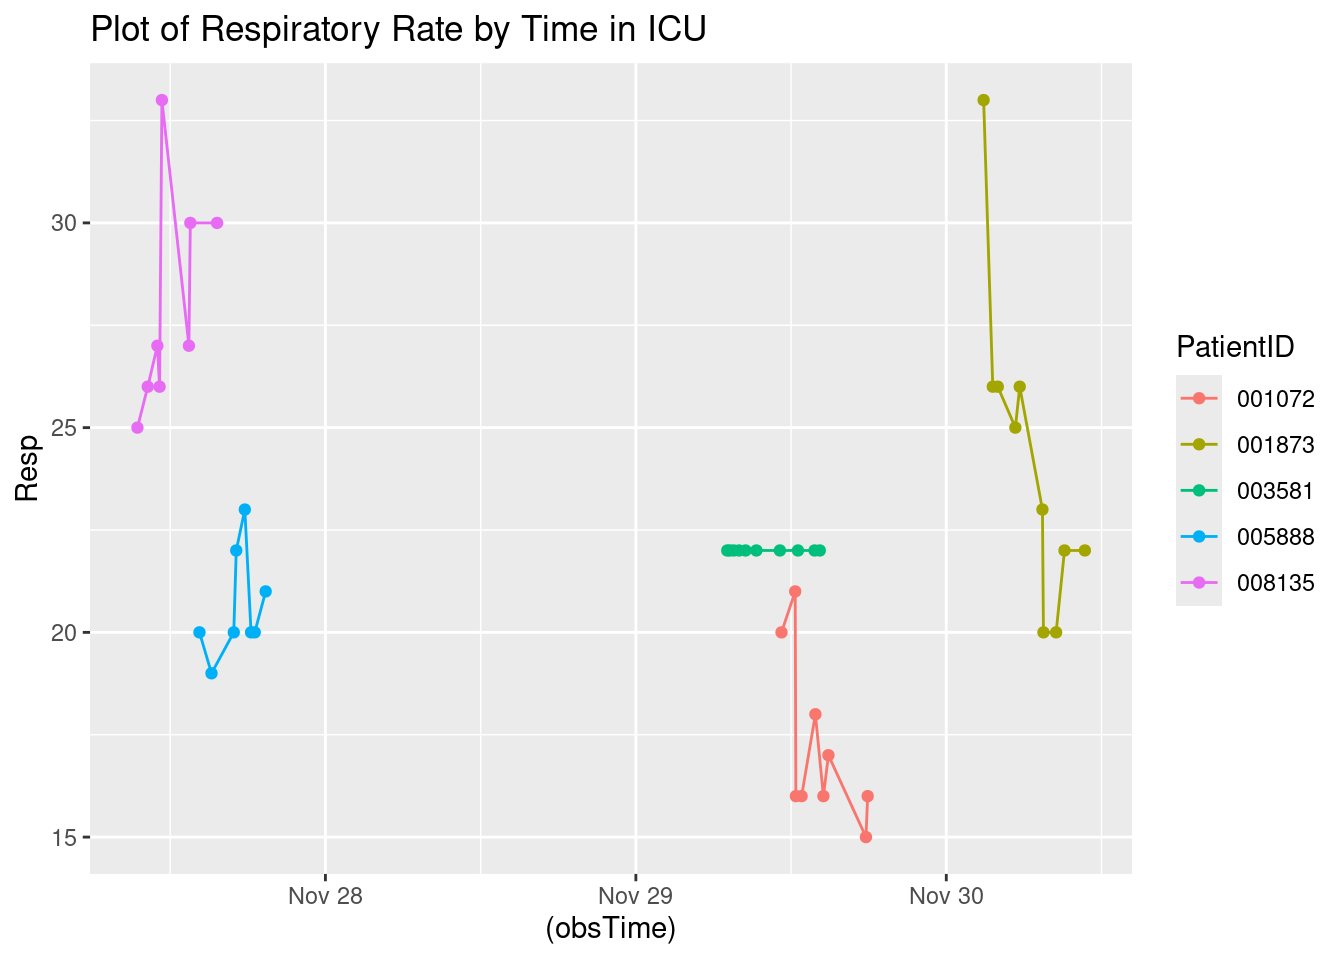 Plot of Respiratory Rate by Time in ICU
Resp
30
25
20
15
Nov 28 Nov 29 Nov 30
(obsTime)
PatientID
001072
001873
003581
005888
008135